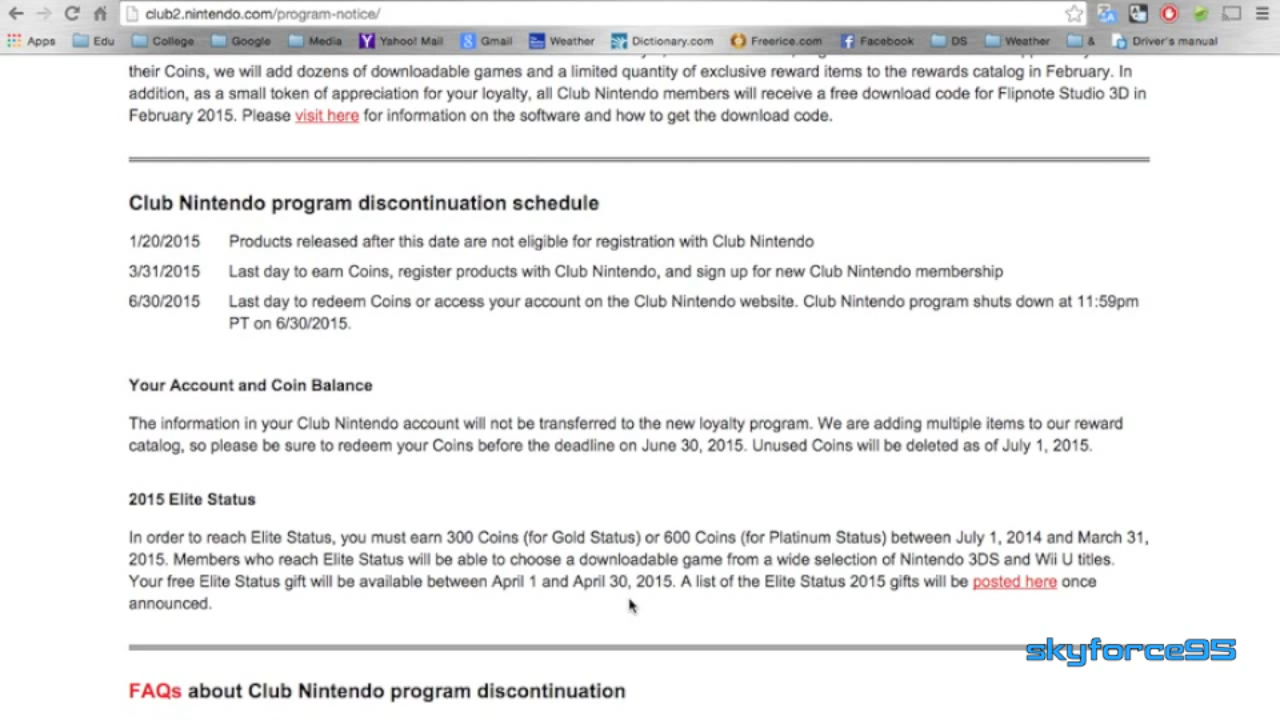 club2.nintendo.com/program-notice/
Apps Edu College Google Media Yahoo! Mail Gmail Weather Dictionary.com Freerice.com Facebook DS Weather & Driver's manual
their Coins, we will add dozens of downloadable games and a limited quantity of exclusive reward items to the rewards catalog in February. In
addition, as a small token of appreciation for your loyalty, all Club Nintendo members will receive a free download code for Flipnote Studio 3D in
February 2015. Please visit here for information on the software and how to get the download code.
Club Nintendo program discontinuation schedule
1/20/2015 Products released after this date are not eligible for registration with Club Nintendo
3/31/2015 Last day to earn Coins, register products with Club Nintendo, and sign up for new Club Nintendo membership
6/30/2015 Last day to redeem Coins or access your account on the Club Nintendo website. Club Nintendo program shuts down at 11:59pm
PT on 6/30/2015.
Your Account and Coin Balance
The information in your Club Nintendo account will not be transferred to the new loyalty program. We are adding multiple items to our reward
catalog, so please be sure to redeem your Coins before the deadline on June 30, 2015. Unused Coins will be deleted as of July 1, 2015.
2015 Elite Status
In order to reach Elite Status, you must earn 300 Coins (for Gold Status) or 600 Coins (for Platinum Status) between July 1, 2014 and March 31,
2015. Members who reach Elite Status will be able to choose a downloadable game from a wide selection of Nintendo 3DS and Wii U titles.
Your free Elite Status gift will be available between April 1 and April 30, 2015. A list of the Elite Status 2015 gifts will be posted here once
announced.
skyforce95
FAQs about Club Nintendo program discontinuation